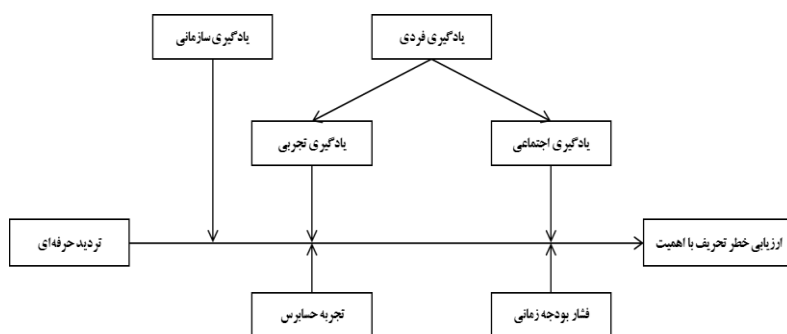 یادگیری سازمانی
یادگیری فردی
یادگیری تجربی
یادگیری اجتماعی
تردید حرفه‌ای
ارزیابی خطر تحریف با اهمیت
تجربه حسابرس
فشار بودجه زمانی